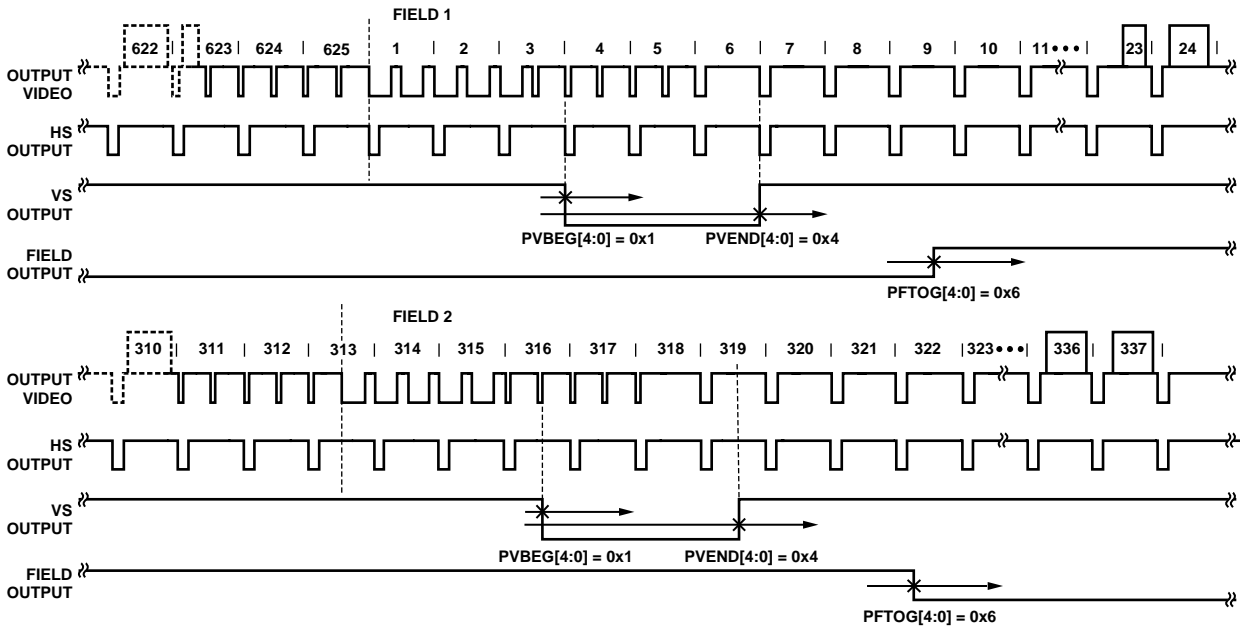 FIELD 1
622 623 624 625 1 2 3 4 5 6 7 8 9 10 11 ••• 23 24
OUTPUT
VIDEO
HS
OUTPUT
VS
OUTPUT
PVBEG[4:0] = 0x1 PVEND[4:0] = 0x4
FIELD
OUTPUT
PFTOG[4:0] = 0x6
FIELD 2
310 311 312 313 314 315 316 317 318 319 320 321 322 323 ••• 336 337
OUTPUT
VIDEO
HS
OUTPUT
VS
OUTPUT
PVBEG[4:0] = 0x1 PVEND[4:0] = 0x4
FIELD
OUTPUT
PFTOG[4:0] = 0x6